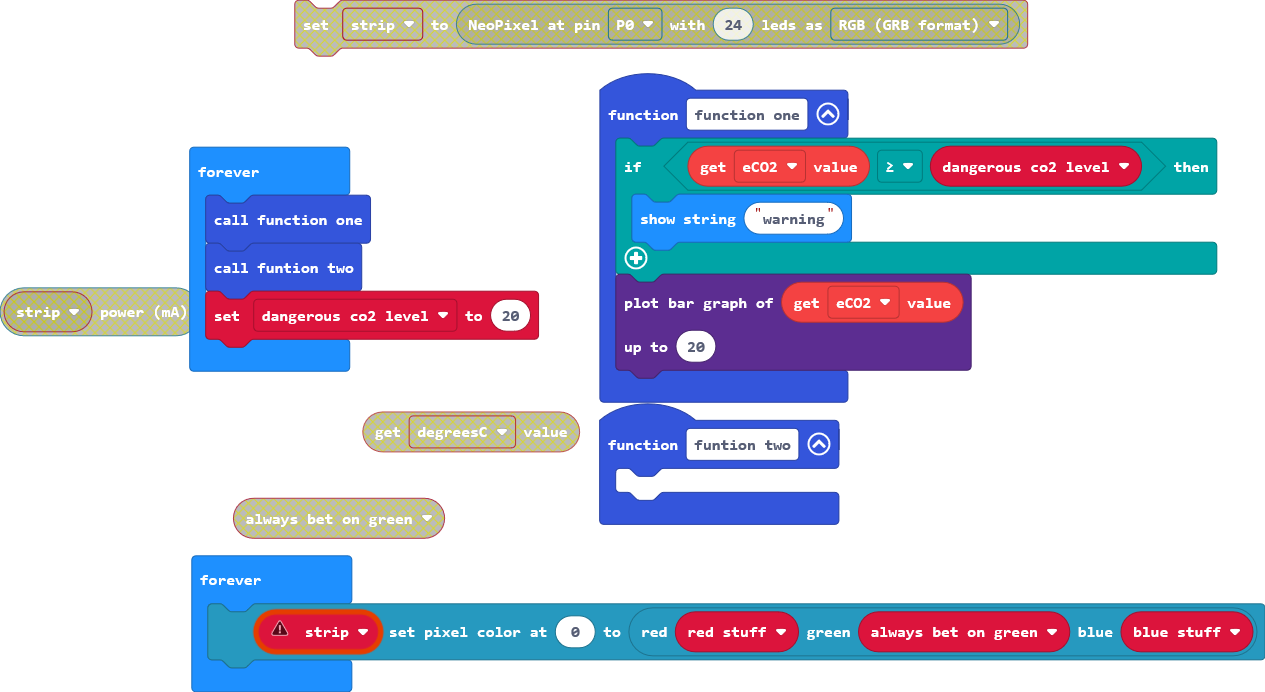 set strip to NeoPixel at pin P0 with 24 leds as RGB (GRB format)
function function one
forever
if get eCO2 value ≥ dangerous co2 level then
call function one
show string "warning"
call funtion two
strip power (mA)
set dangerous co2 level to 20
plot bar graph of get eCO2 value
up to 20
get degreesC value
function funtion two
always bet on green
forever
strip set pixel color at 0 to red red stuff green always bet on green blue blue stuff